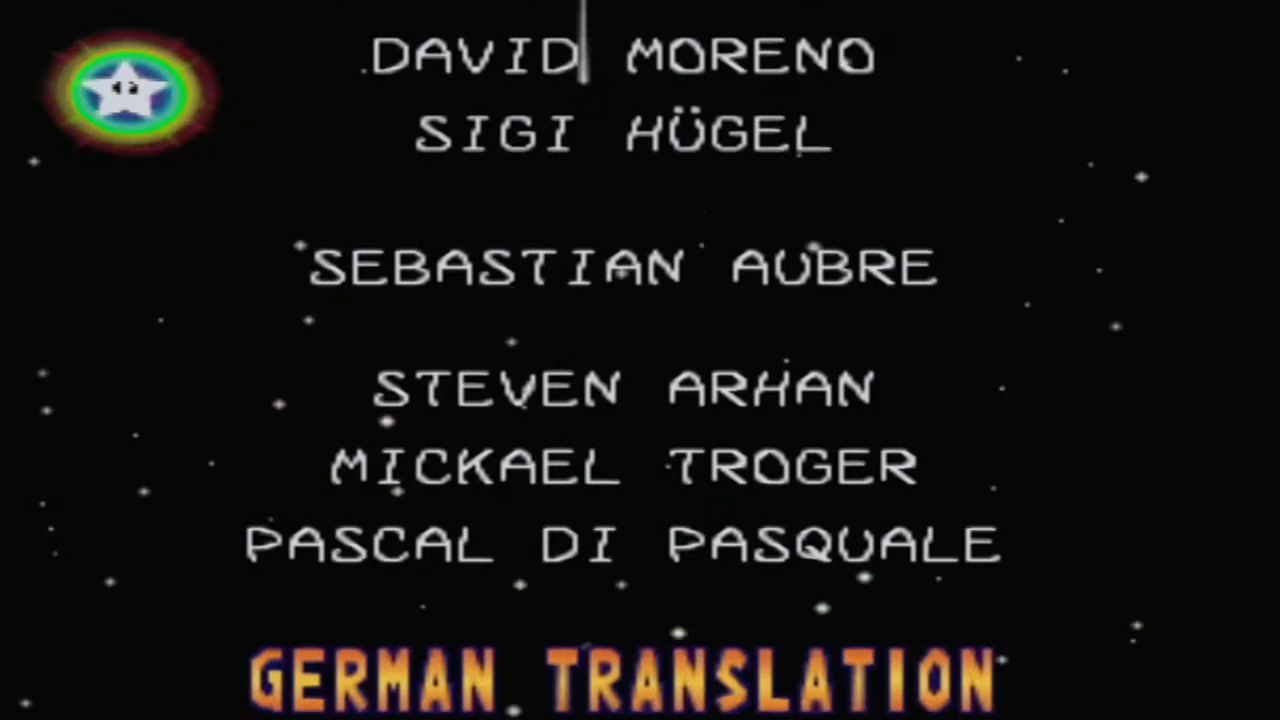 DAVID MORENO
SIGI HÜGEL
SEBASTIAN AUBRE
STEVEN ARHAN
MICKAEL TROGER
PASCAL DI PASQUALE
GERMAN TRANSLATION